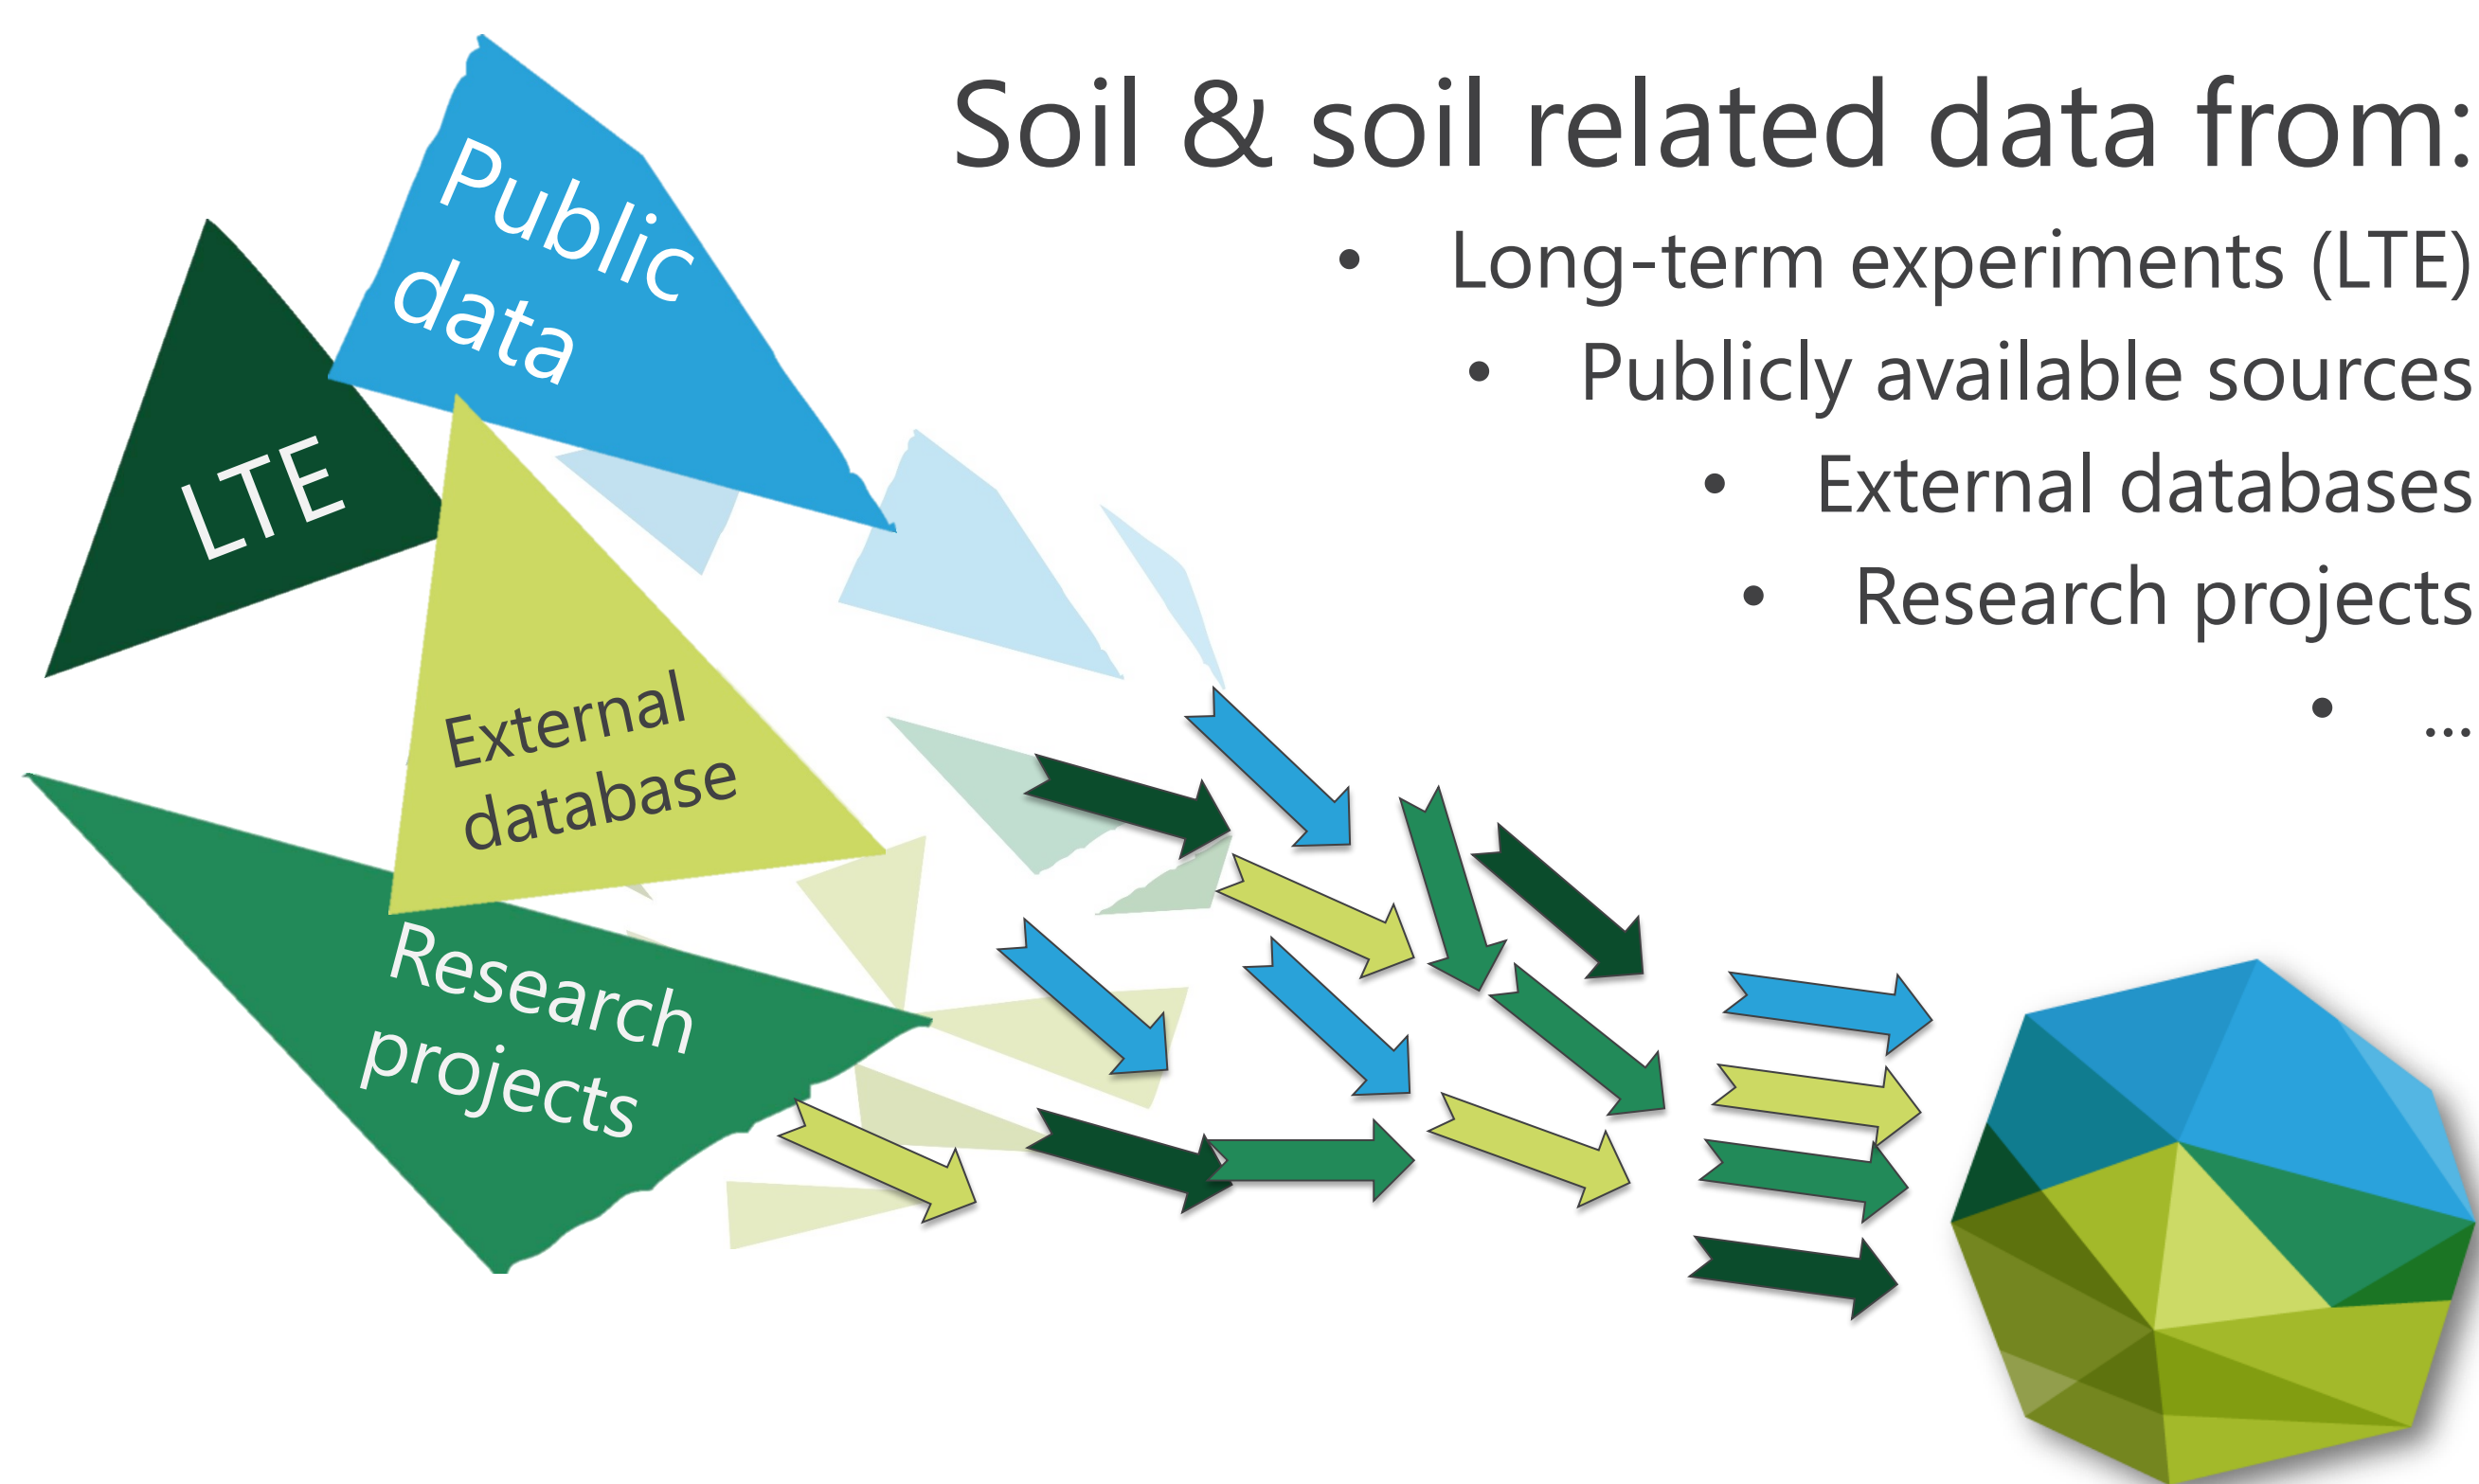 Soil & soil related data from:
• Long-term experiments (LTE)
• Publicly available sources
• External databases
• Research projects
• ...
Public
data
LTE
External
database
Research
projects